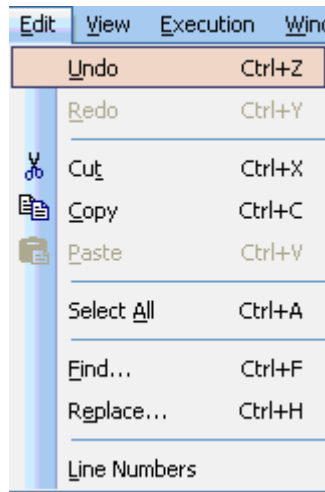 Edit View Execution
Undo Ctrl+Z
Redo Ctrl+Y
Cut Ctrl+X
Copy Ctrl+C
Paste Ctrl+V
Select All Ctrl+A
Find... Ctrl+F
Replace... Ctrl+H
Line Numbers